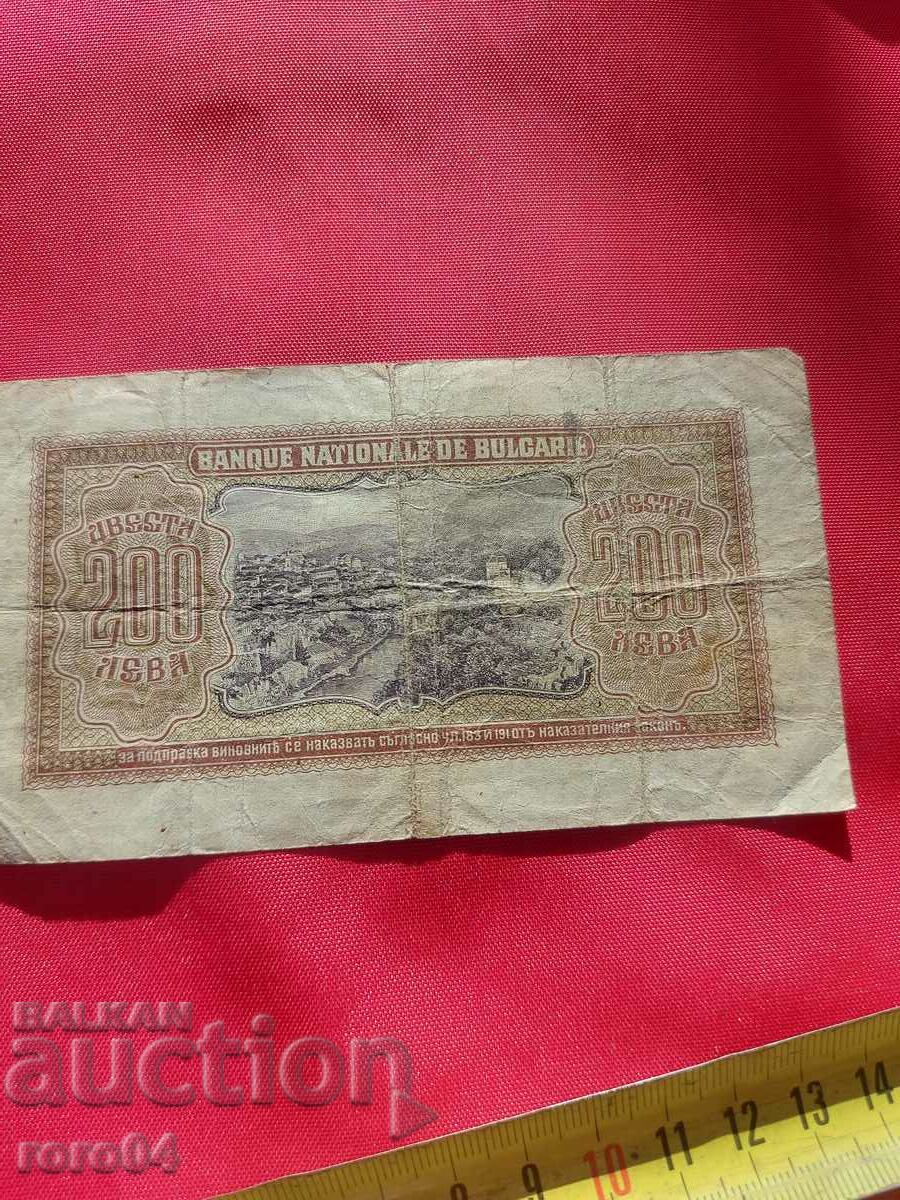 BANQUE NATIONALE DE BULGARIE
ДВѢСТА
200
ЛЕВА
ДВѢСТА
200
ЛЕВА
ЗА ПОДПРАВКА ВИНОВНИТѢ СЕ НАКАЗВАТЪ СЪГЛАСНО ЧЛ. 183 И 191 ОТЪ НАКАЗАТЕЛНИЯ ЗАКОНЪ.
BALKAN
auction
roro04
8 9 10 11 12 13 14